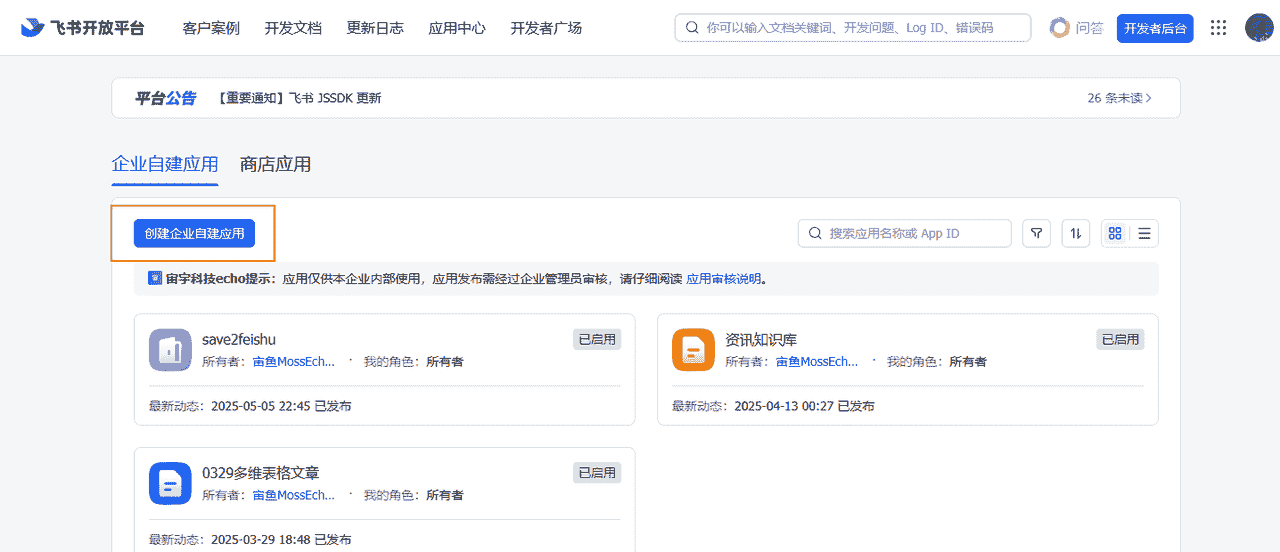 飞书开放平台 客户案例 开发文档 更新日志 应用中心 开发者广场 你可以输入文档关键词、开发问题、Log ID、错误码 问答 开发者后台
平台公告 【重要通知】飞书 JSSDK 更新 26 条未读
企业自建应用 商店应用
创建企业自建应用 搜索应用名称或 App ID
宙宇科技echo提示：应用仅供本企业内部使用，应用发布需经过企业管理员审核，请仔细阅读 应用审核说明。
save2feishu 已启用
所有者：宙鱼MossEch... · 我的角色：所有者
最新动态：2025-05-05 22:45 已发布
资讯知识库 已启用
所有者：宙鱼MossEch... · 我的角色：所有者
最新动态：2025-04-13 00:27 已发布
0329多维表格文章 已启用
所有者：宙鱼MossEch... · 我的角色：所有者
最新动态：2025-03-29 18:48 已发布